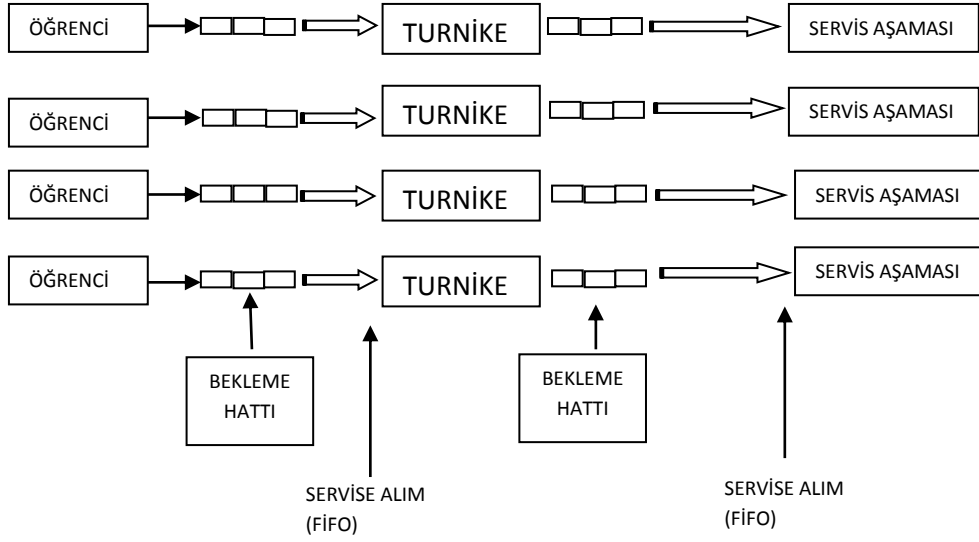 ÖĞRENCİ
TURNİKE
SERVİS AŞAMASI
ÖĞRENCİ
TURNİKE
SERVİS AŞAMASI
ÖĞRENCİ
TURNİKE
SERVİS AŞAMASI
ÖĞRENCİ
TURNİKE
SERVİS AŞAMASI
BEKLEME
HATTI
BEKLEME
HATTI
SERVİSE ALIM
(FİFO)
SERVİSE ALIM
(FİFO)